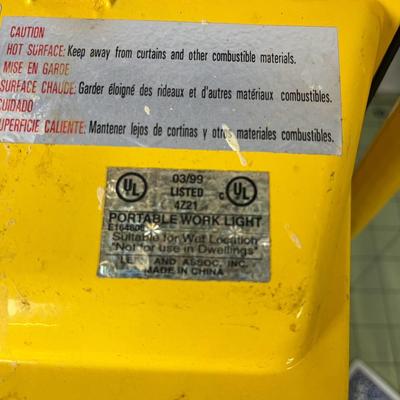 CAUTION
HOT SURFACE: Keep away from curtains and other combustible materials.
MISE EN GARDE
SURFACE CHAUDE: Garder éloigné des rideaux et d'autres matériaux combustibles.
CUIDADO
SUPERFICIE CALIENTE: Mantener lejos de cortinas y otros materiales combustibles.
03/99
UL LISTED C UL
4Z21
PORTABLE WORK LIGHT
Suitable for Wet Location
"Not for use in Dwellings"
AND ASSOC, INC.
MADE IN CHINA